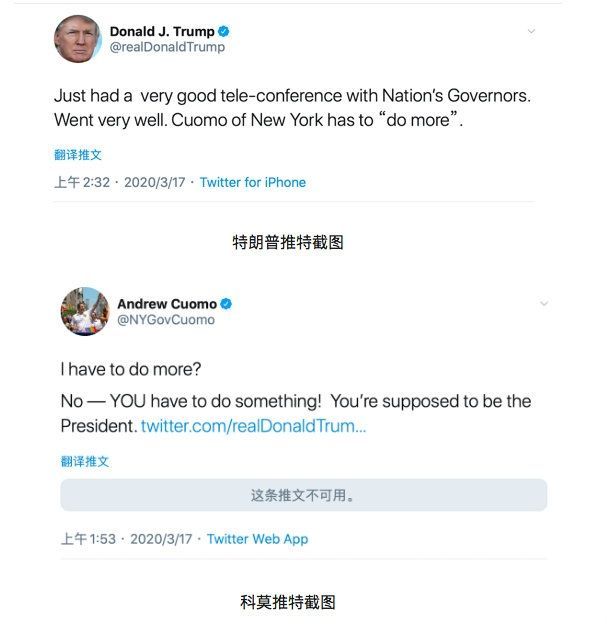 Donald J. Trump
@realDonaldTrump
Just had a very good tele-conference with Nation's Governors.
Went very well. Cuomo of New York has to “do more”.
翻译推文
上午 2:32 · 2020/3/17 · Twitter for iPhone
特朗普推特截图
Andrew Cuomo
@NYGovCuomo
I have to do more?
No — YOU have to do something! You're supposed to be the
President. twitter.com/realDonaldTrum...
翻译推文
这条推文不可用。
上午 1:53 · 2020/3/17 · Twitter Web App
科莫推特截图